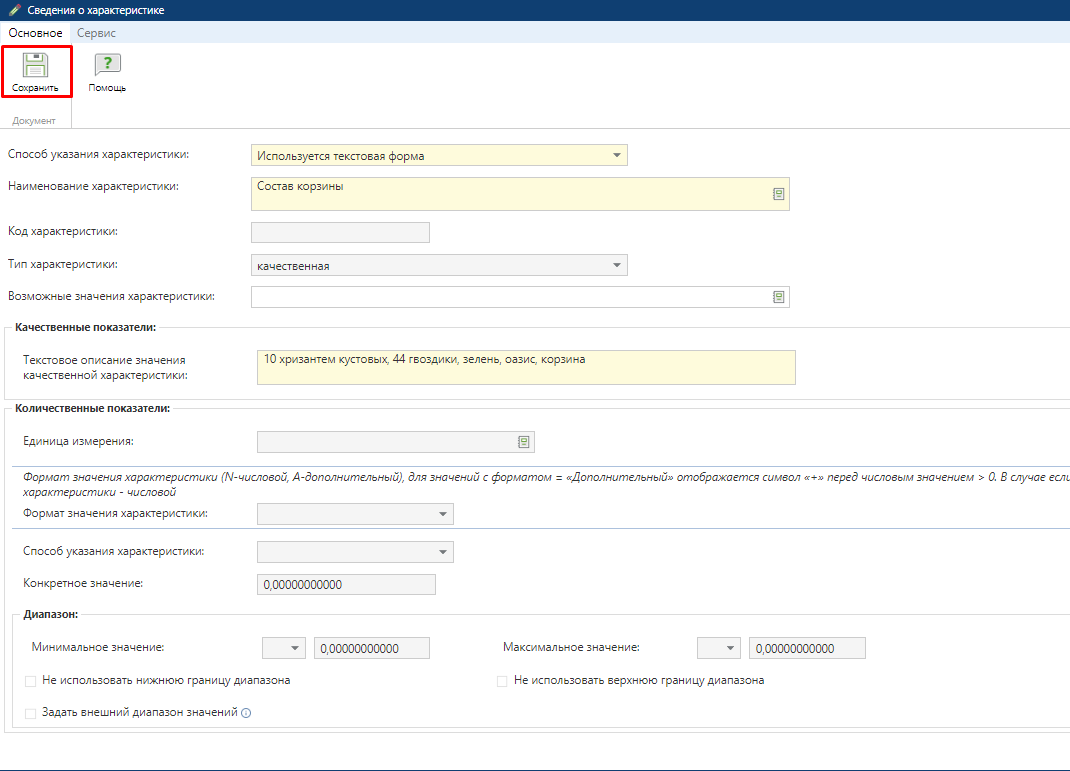 Сведения о характеристике
Основное Сервис
Сохранить Помощь
Документ
Способ указания характеристики: Используется текстовая форма
Наименование характеристики: Состав корзины
Код характеристики:
Тип характеристики: качественная
Возможные значения характеристики:
Качественные показатели:
Текстовое описание значения 10 хризантем кустовых, 44 гвоздики, зелень, оазис, корзина
качественной характеристики:
Количественные показатели:
Единица измерения:
Формат значения характеристики (N-числовой, A-дополнительный), для значений с форматом = «Дополнительный» отображается символ «+» перед числовым значением > 0. В случае если
характеристики - числовой
Формат значения характеристики:
Способ указания характеристики:
Конкретное значение: 0,00000000000
Диапазон:
Минимальное значение: 0,00000000000 Максимальное значение: 0,00000000000
Не использовать нижнюю границу диапазона Не использовать верхнюю границу диапазона
Задать внешний диапазон значений